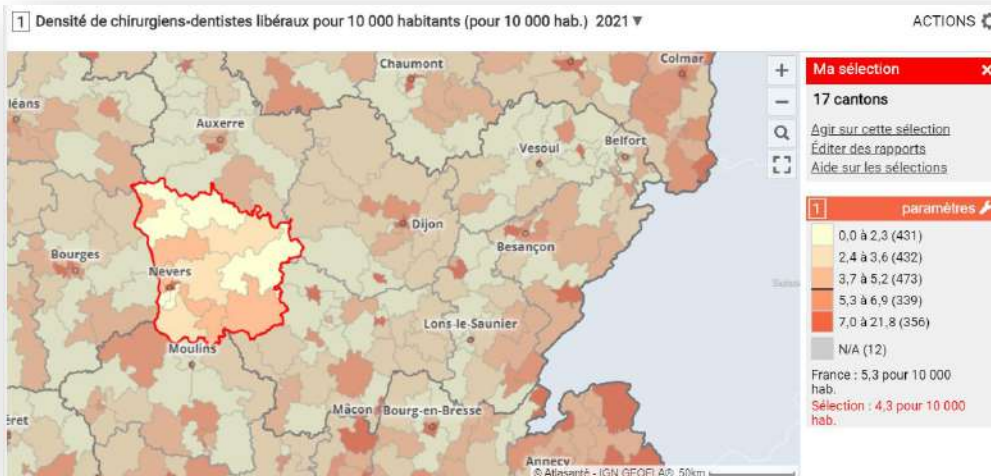 1 Densité de chirurgiens-dentistes libéraux pour 10 000 habitants (pour 10 000 hab.) 2021 ▼
ACTIONS
Chaumont
Colmar
léans
Auxerre
Vesoul
Belfort
Dijon
Besançon
Bourges
Nevers
Suisse
Lons-le-Saunier
Moulins
Mâcon
Bourg-en-Bresse
éret
Annecy
© Atlasanté - IGN GEOFLA®
50km
+
−
Ma sélection ×
17 cantons
Agir sur cette sélection
Éditer des rapports
Aide sur les sélections
1 paramètres
0,0 à 2,3 (431)
2,4 à 3,6 (432)
3,7 à 5,2 (473)
5,3 à 6,9 (339)
7,0 à 21,8 (356)
N/A (12)
France : 5,3 pour 10 000
hab.
Sélection : 4,3 pour 10 000
hab.